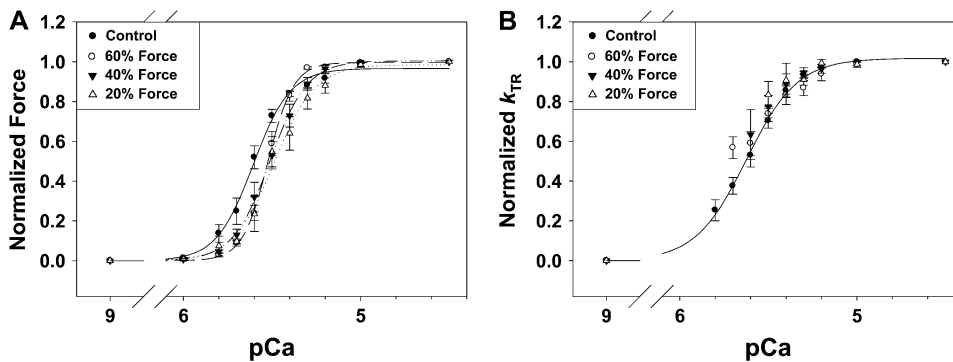 A
Normalized Force
1.2
1.0
0.8
0.6
0.4
0.2
0.0
Control
60% Force
40% Force
20% Force
9
6
5
pCa
B
Normalized kTR
1.2
1.0
0.8
0.6
0.4
0.2
0.0
Control
60% Force
40% Force
20% Force
9
6
5
pCa